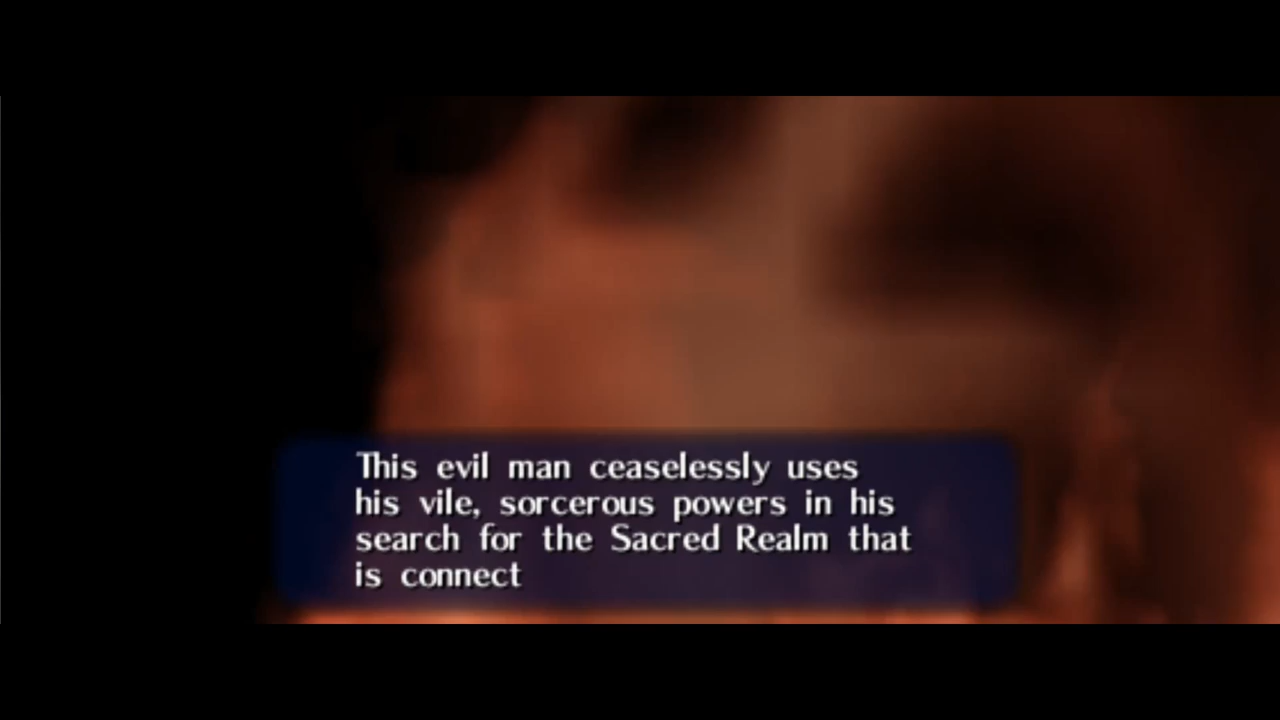 This evil man ceaselessly uses
his vile, sorcerous powers in his
search for the Sacred Realm that
is connect